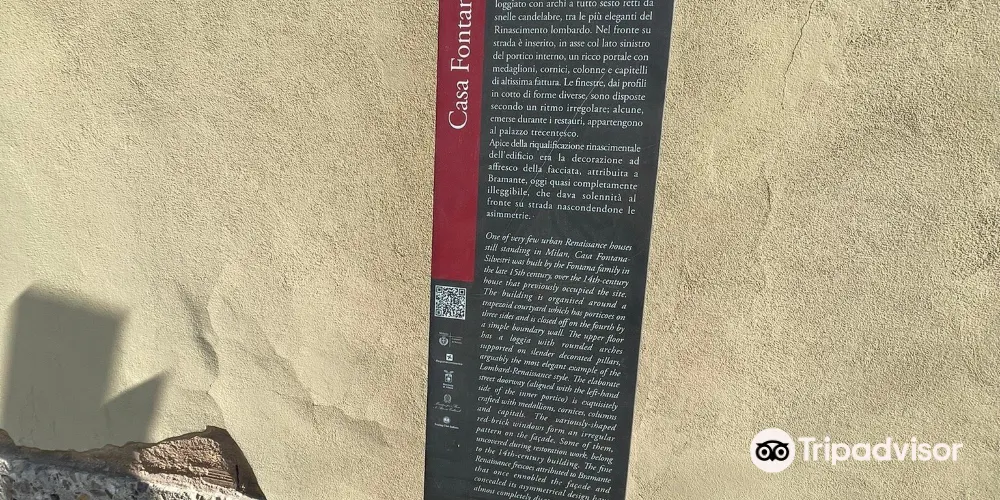 Casa Fontana
loggiato con archi a tutto sesto retti da
snelle candelabre, tra le più eleganti del
Rinascimento lombardo. Nel fronte su
strada è inserito, in asse col lato sinistro
del portico interno, un ricco portale con
medaglioni, cornici, colonne e capitelli
di altissima fattura. Le finestre, dai profili
in cotto di forme diverse, sono disposte
secondo un ritmo irregolare; alcune,
emerse durante i restauri, appartengono
al palazzo trecentesco.
Apice della riqualificazione rinascimentale
dell'edificio era la decorazione ad
affresco della facciata, attribuita a
Bramante, oggi quasi completamente
illeggibile, che dava solennità al
fronte su strada nascondendone le
asimmetrie.
One of very few urban Renaissance houses
still standing in Milan, Casa Fontana-
Silvestri was built by the Fontana family in
the late 15th century, over the 14th-century
house that previously occupied the site.
The building is organised around a
trapezoid courtyard which has porticoes on
three sides and is closed off on the fourth by
a simple boundary wall. The upper floor
has a loggia with rounded arches
supported on slender decorated pillars,
arguably the most elegant example of the
Lombard-Renaissance style. The elaborate
street doorway (aligned with the left-hand
side of the inner portico) is exquisitely
crafted with medallions, cornices, columns
and capitals. The variously-shaped
red-brick windows form an irregular
pattern on the façade. Some of them,
uncovered during restoration work, belong
to the 14th-century building. The fine
Renaissance frescoes attributed to Bramante
that once ennobled the façade and
concealed its asymmetrical design have
almost completely
Tripadvisor